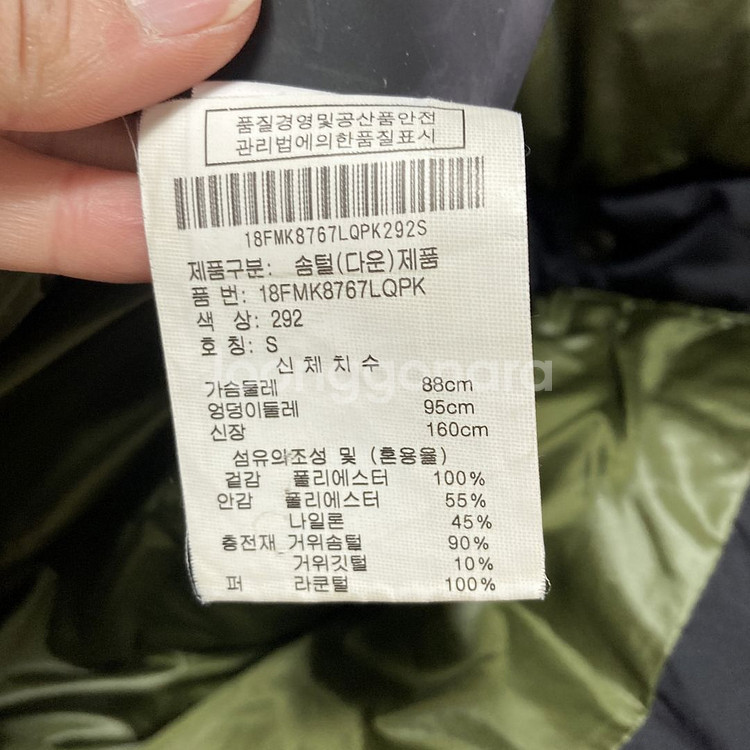 품질경영및공산품안전
관리법에의한품질표시
18FMK8767LQPK292S
제품구분: 솜털(다운)제품
품 번: 18FMK8767LQPK
색 상: 292
호 칭: S
신 체 치 수
joonggonara
가슴둘레 88cm
엉덩이둘레 95cm
신장 160cm
섬유의조성 및 (혼용율)
겉감 폴리에스터 100%
안감 폴리에스터 55%
나일론 45%
충전재 거위솜털 90%
거위깃털 10%
퍼 라쿤털 100%